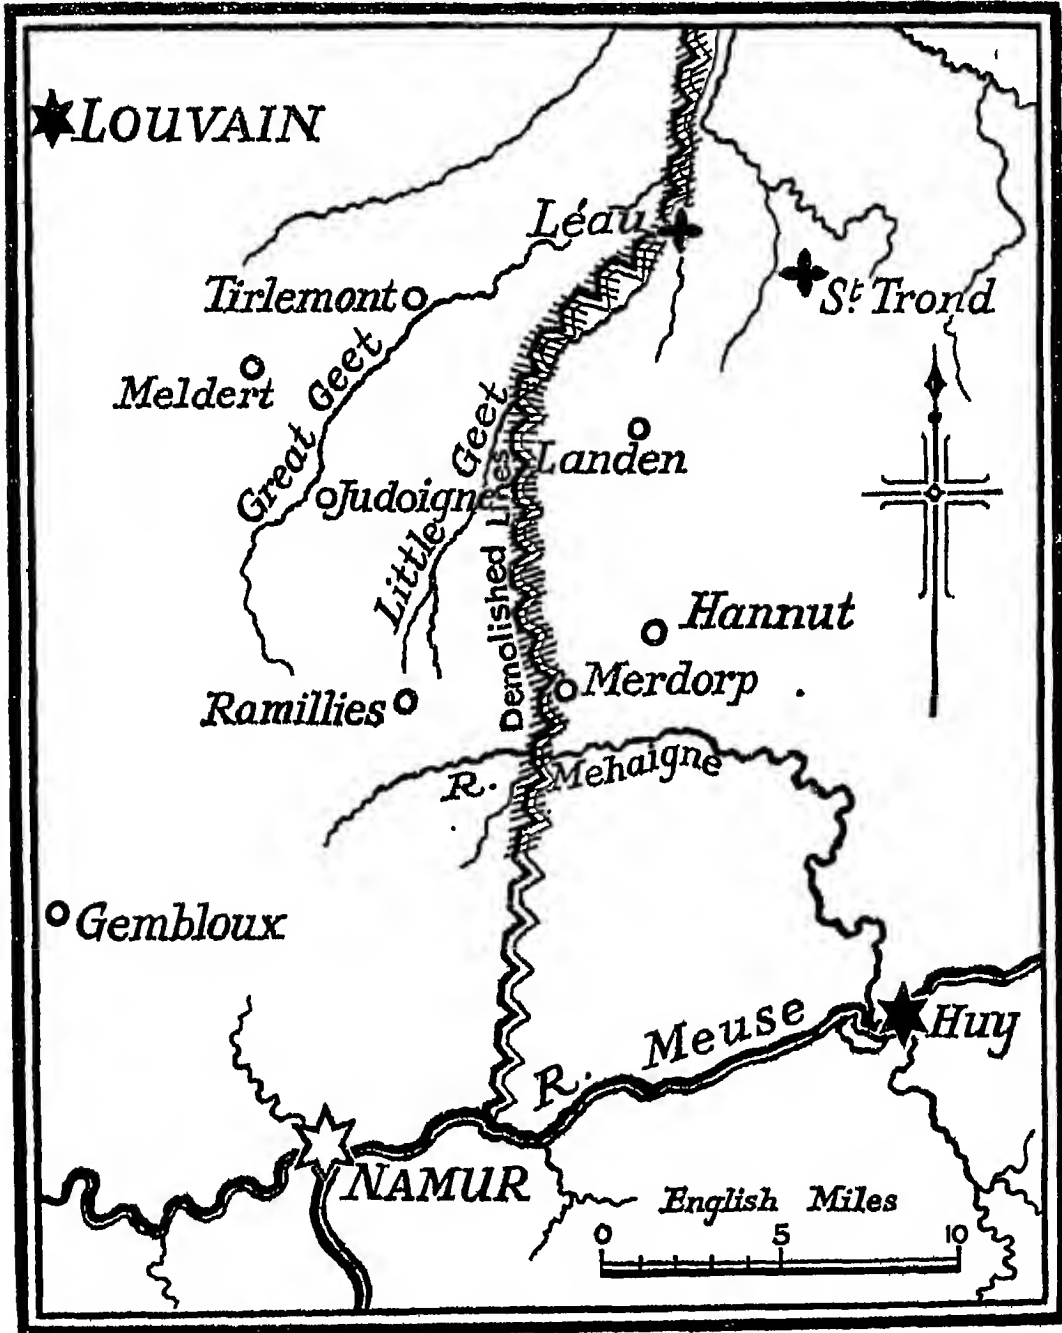 LOUVAIN
Léau
St. Trond
Tirlemont
Meldert
Great Geet
Little Geet
Landen
Judoigne
Demolished Lines
Hannut
Merdorp
Ramillies
R. Mehaigne
Gembloux
R. Meuse
Huy
NAMUR
English Miles
0 5 10